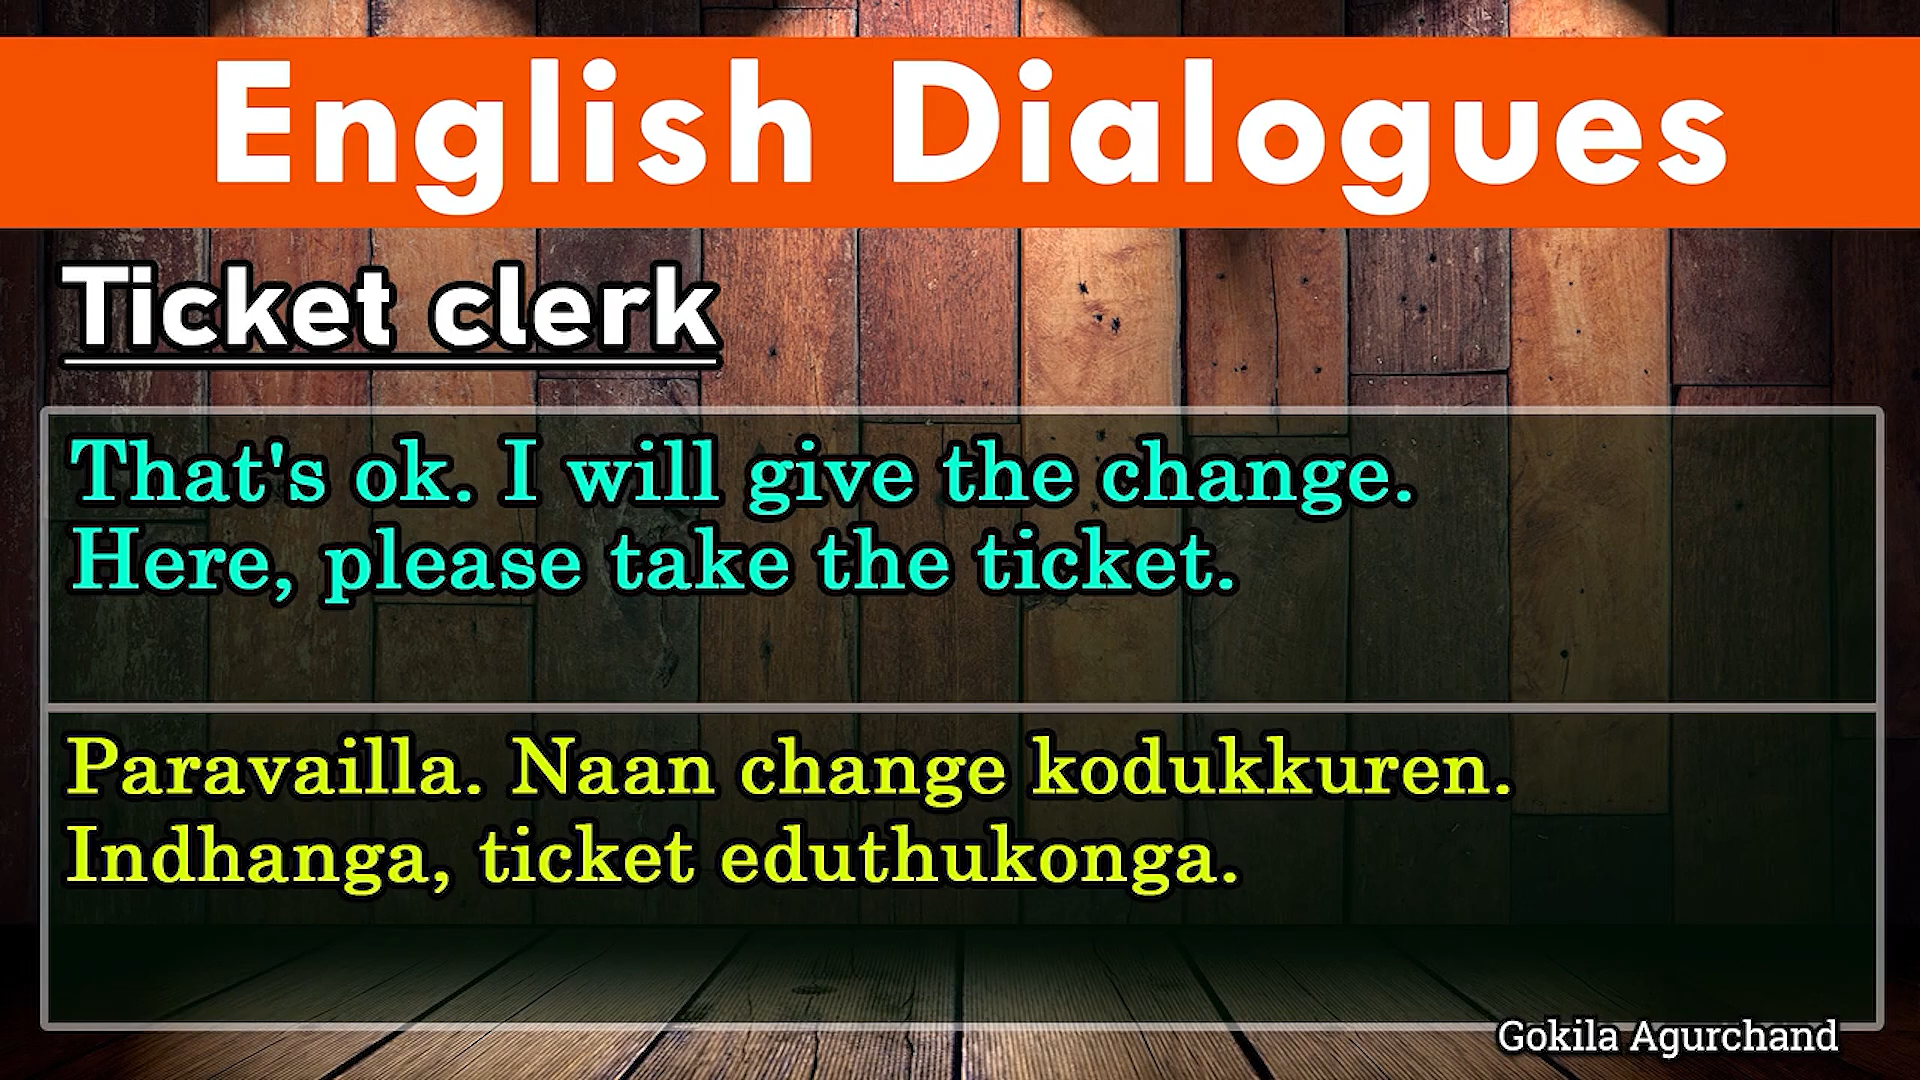 English Dialogues
Ticket clerk
That's ok. I will give the change.
Here, please take the ticket.
Paravailla. Naan change kodukkuren.
Indhanga, ticket eduthukonga.
Gokila Agurchand